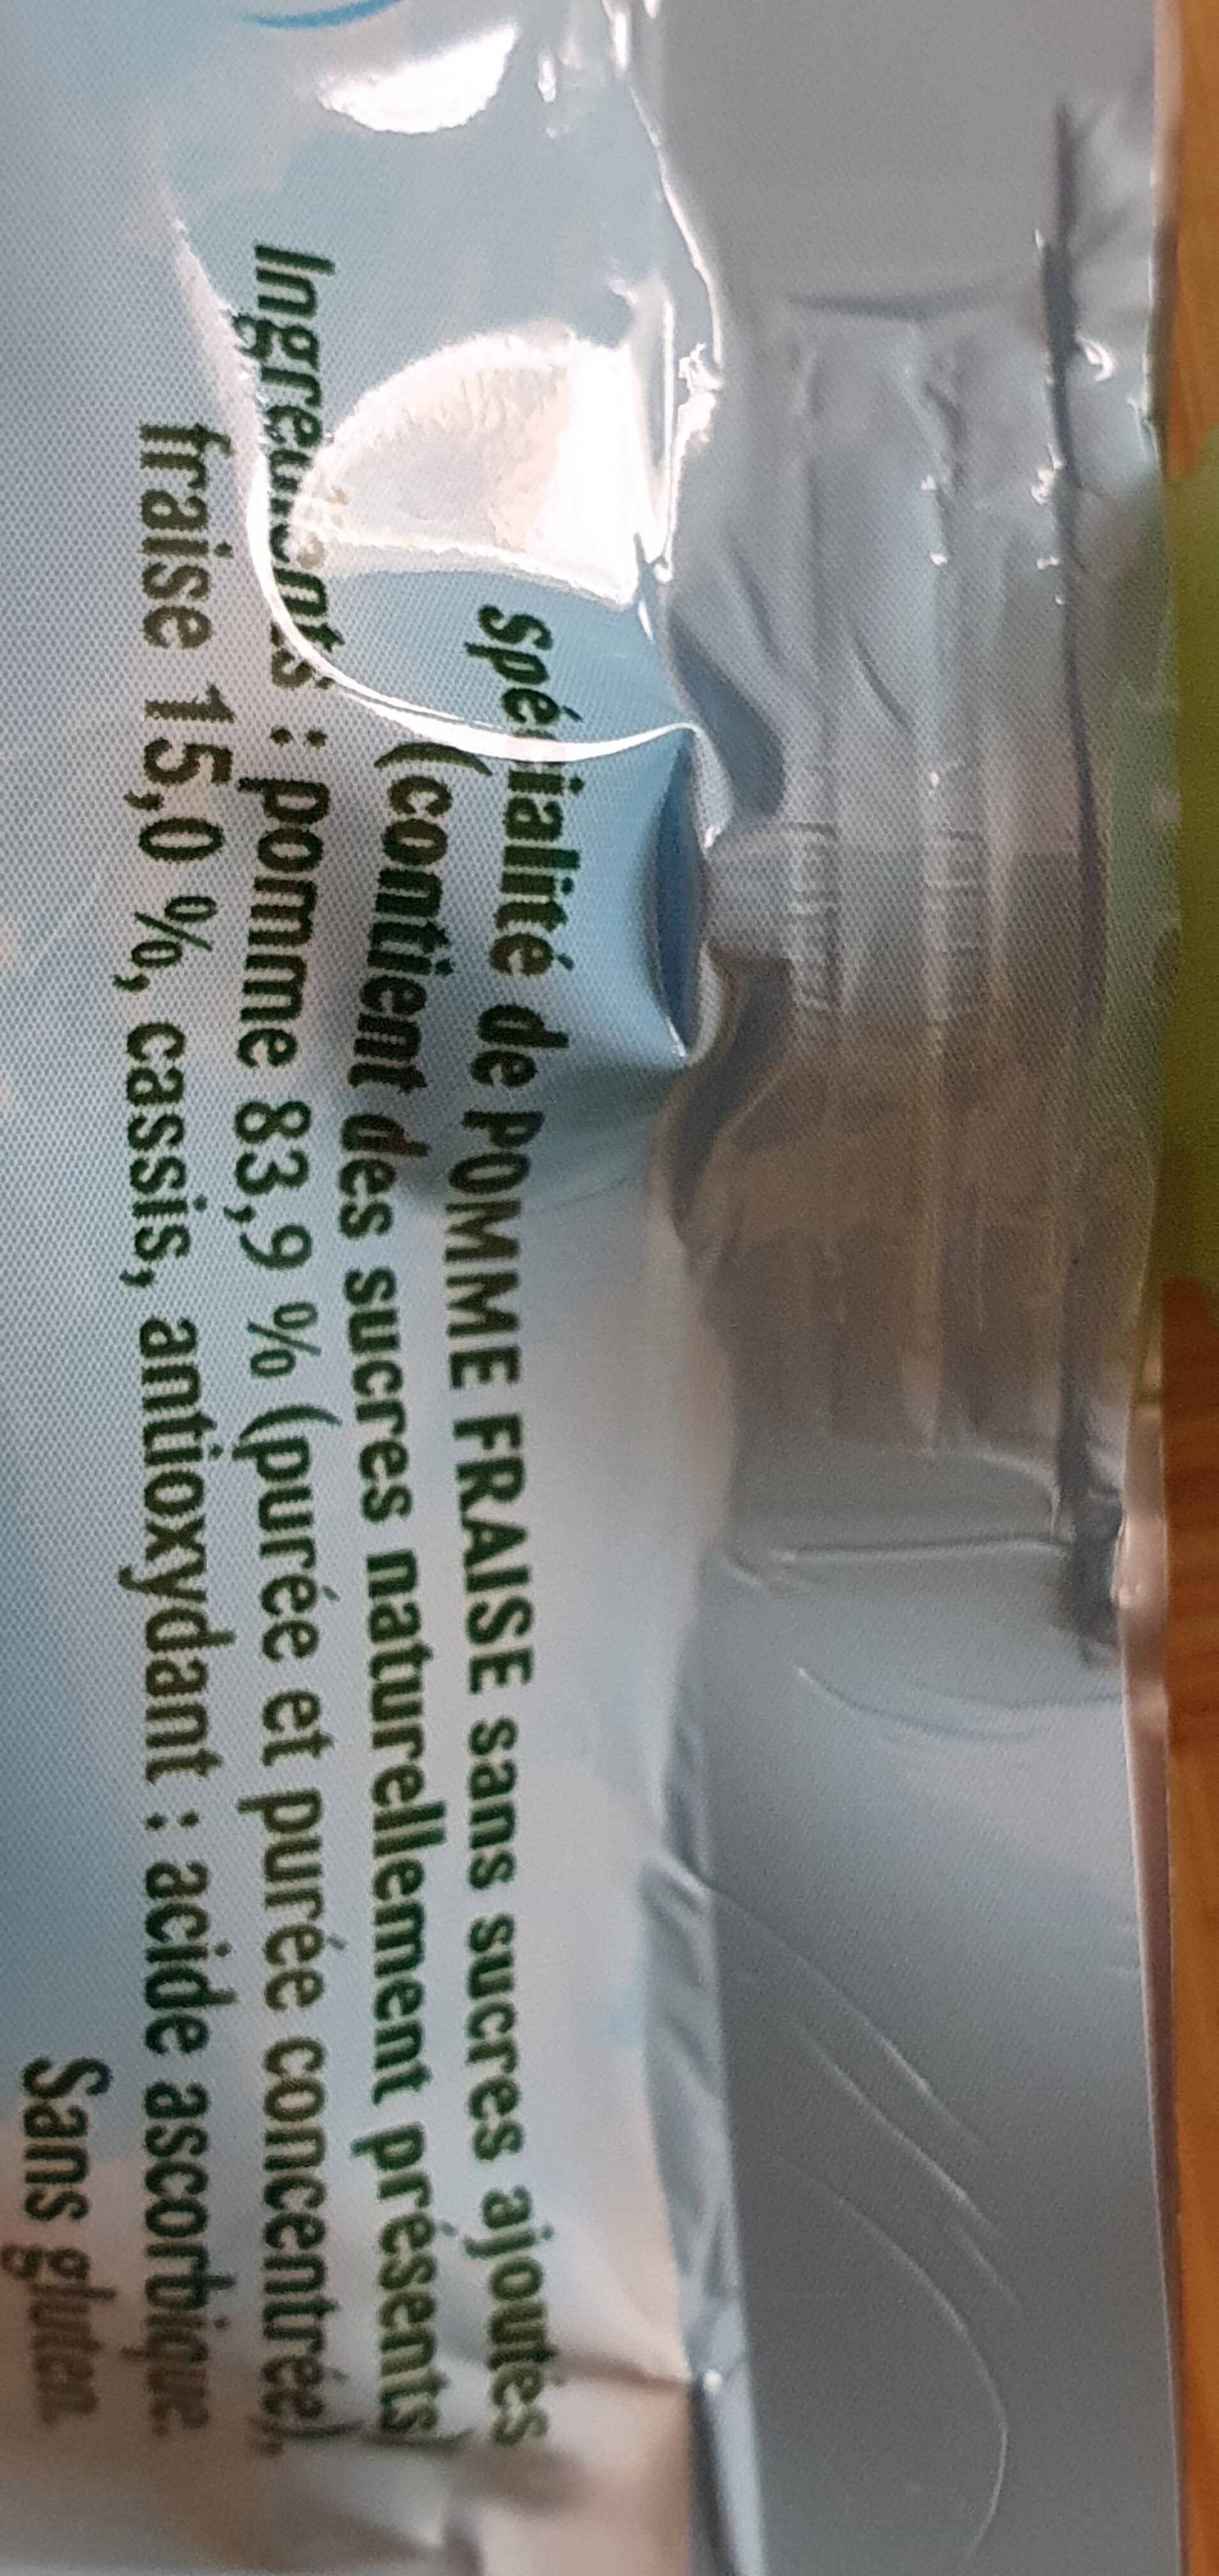 Spécialité de POMME FRAISE sans sucres ajoutés
(contient des sucres naturellement présents)
Ingrédients : pomme 83,9 % (purée et purée concentrée),
fraise 15,0 %, cassis, antioxydant : acide ascorbique.
Sans gluten.